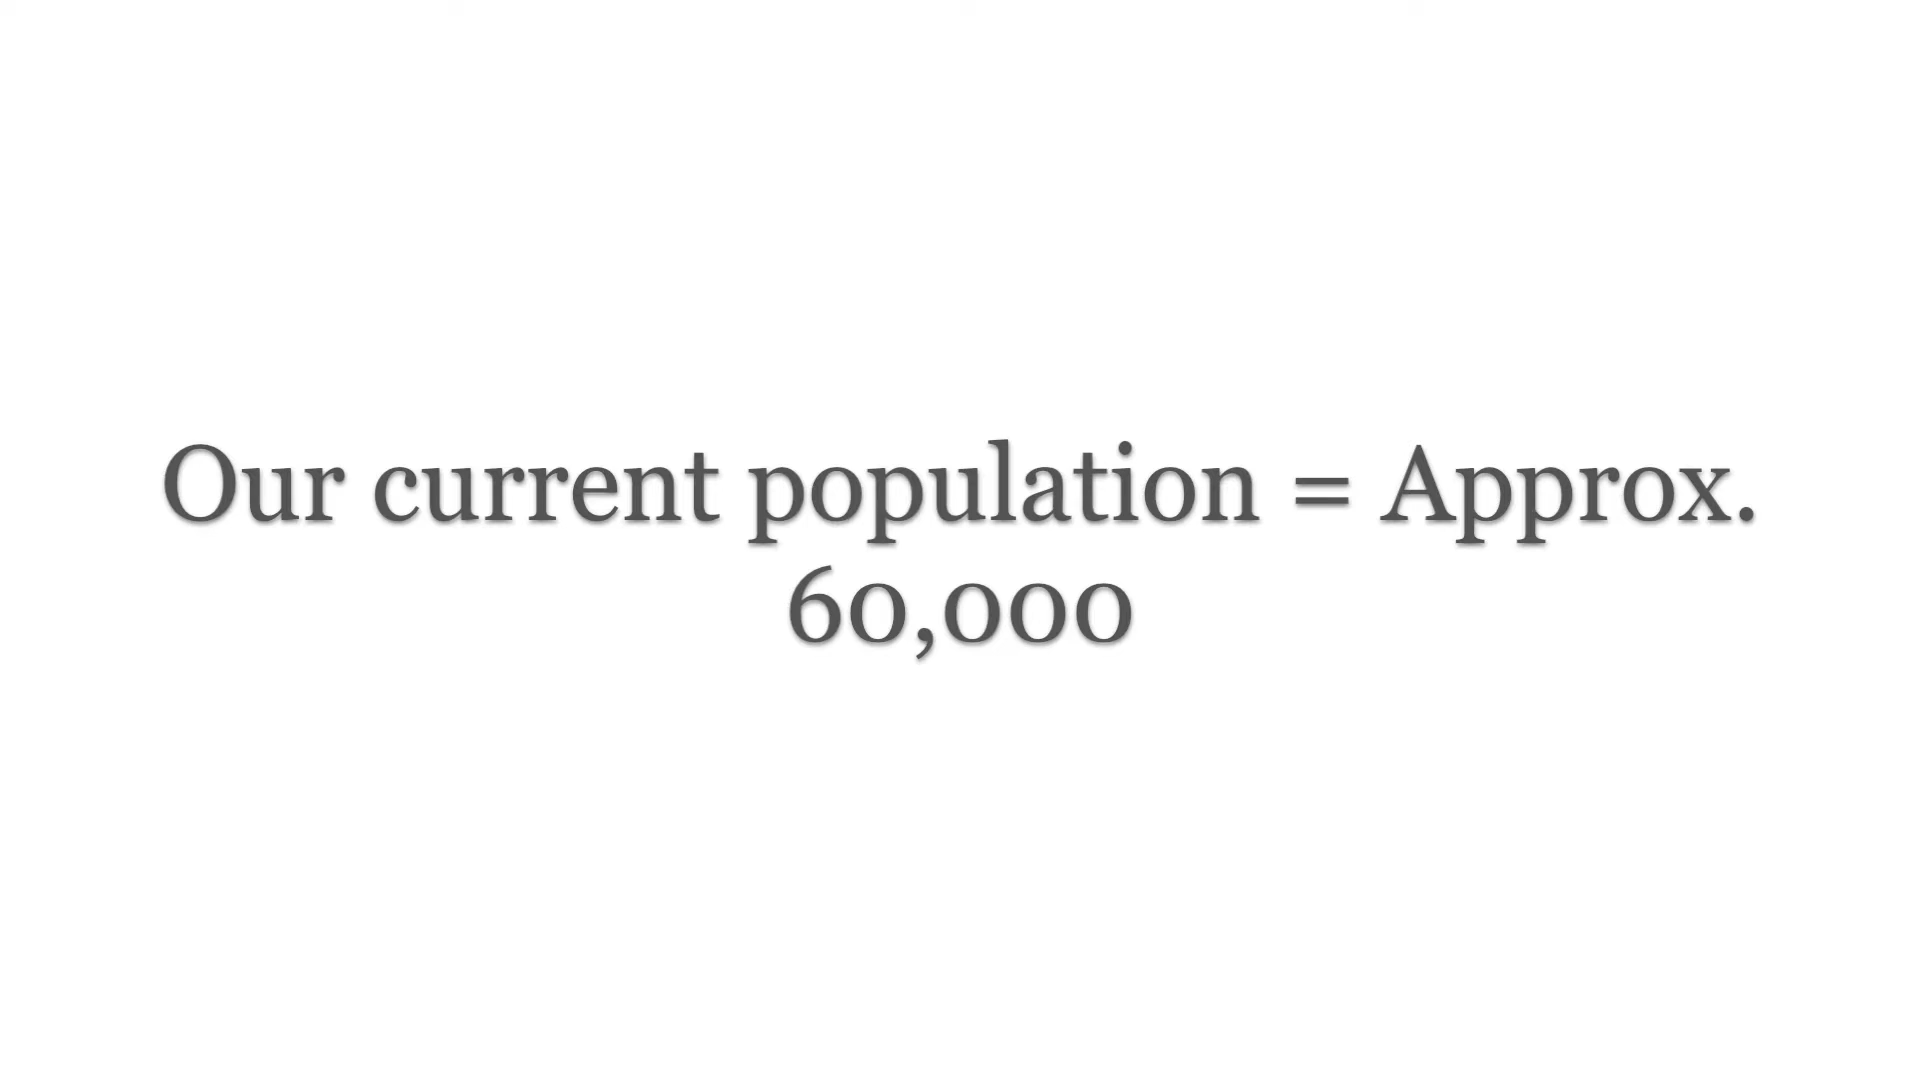 Our current population = Approx.
60,000